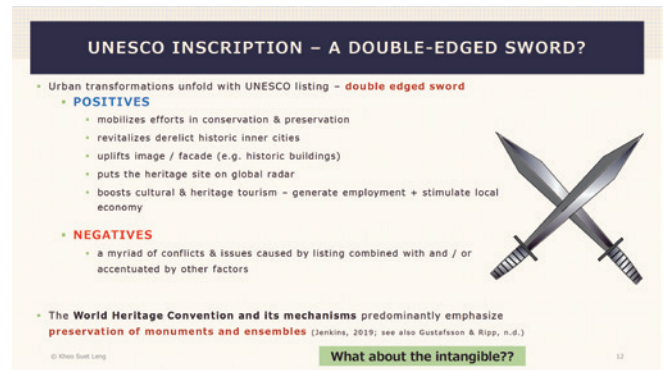 UNESCO INSCRIPTION – A DOUBLE-EDGED SWORD?
Urban transformations unfold with UNESCO listing – double edged sword
POSITIVES
mobilizes efforts in conservation & preservation
revitalizes derelict historic inner cities
uplifts image / facade (e.g. historic buildings)
puts the heritage site on global radar
boosts cultural & heritage tourism – generate employment + stimulate local
economy
NEGATIVES
a myriad of conflicts & issues caused by listing combined with and / or
accentuated by other factors
The World Heritage Convention and its mechanisms predominantly emphasize
preservation of monuments and ensembles (Jenkins, 2019; see also Gustafsson & Ripp, n.d.)
© Khoo Suet Leng
What about the intangible??
12